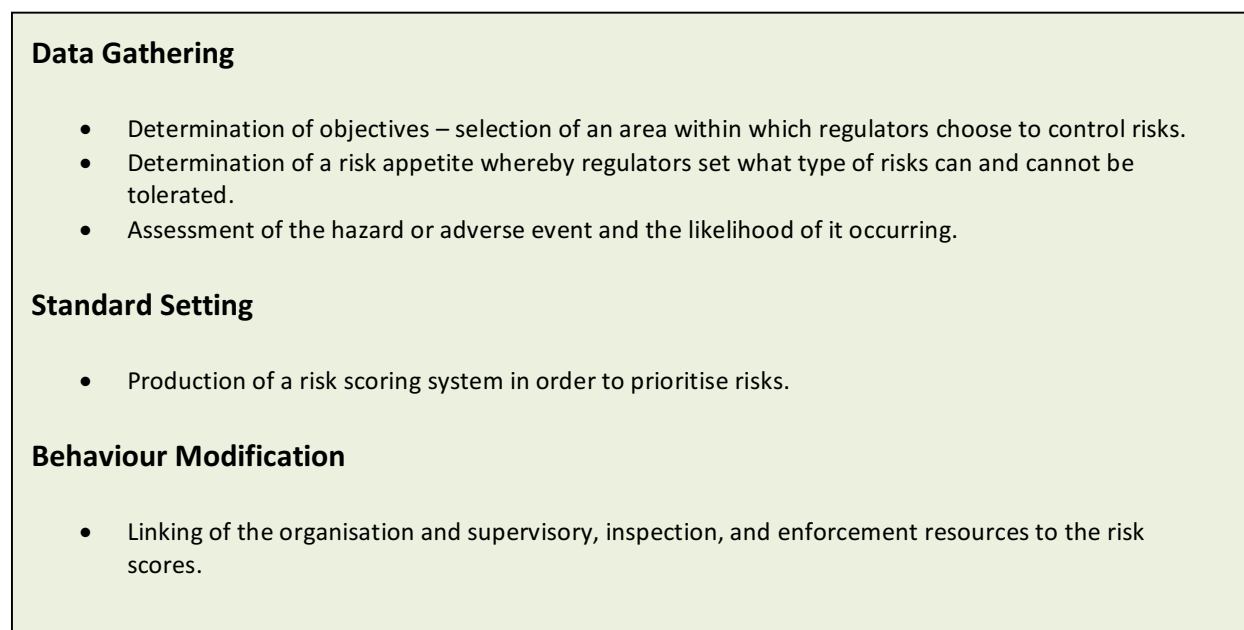 Data Gathering
• Determination of objectives – selection of an area within which regulators choose to control risks.
• Determination of a risk appetite whereby regulators set what type of risks can and cannot be
tolerated.
• Assessment of the hazard or adverse event and the likelihood of it occurring.
Standard Setting
• Production of a risk scoring system in order to prioritise risks.
Behaviour Modification
• Linking of the organisation and supervisory, inspection, and enforcement resources to the risk
scores.